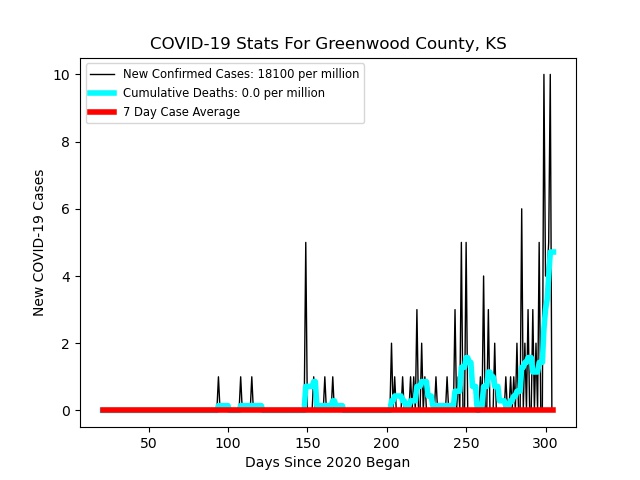 COVID-19 Stats For Greenwood County, KS
New Confirmed Cases: 18100 per million
Cumulative Deaths: 0.0 per million
7 Day Case Average
New COVID-19 Cases
10
8
6
4
2
0
50 100 150 200 250 300
Days Since 2020 Began